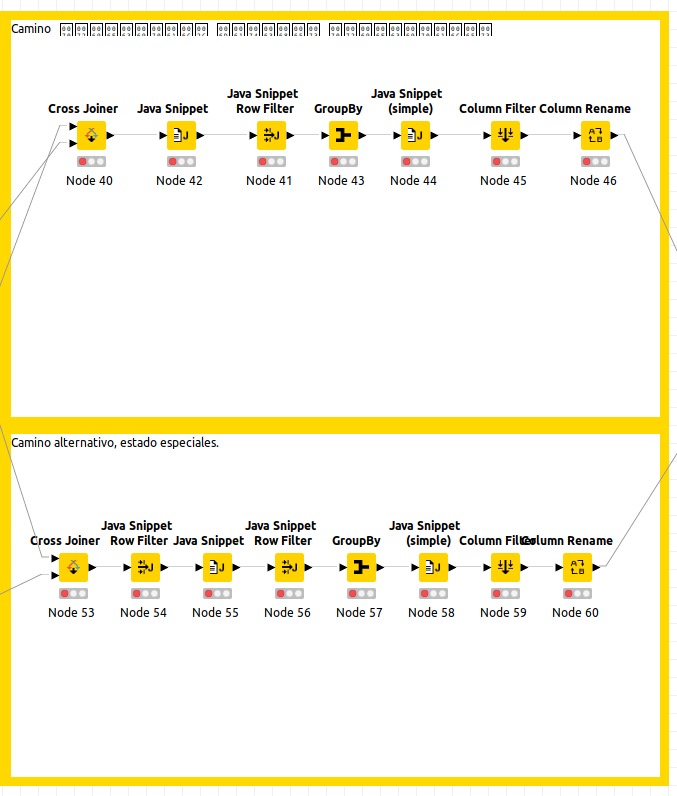 Camino
Java Snippet Java Snippet
Cross Joiner Java Snippet Row Filter GroupBy (simple) Column Filter Column Rename
Node 40 Node 42 Node 41 Node 43 Node 44 Node 45 Node 46
Camino alternativo, estado especiales.
Java Snippet Java Snippet Java Snippet
Cross Joiner Row Filter Java Snippet Row Filter GroupBy (simple) Column Filter Column Rename
Node 53 Node 54 Node 55 Node 56 Node 57 Node 58 Node 59 Node 60